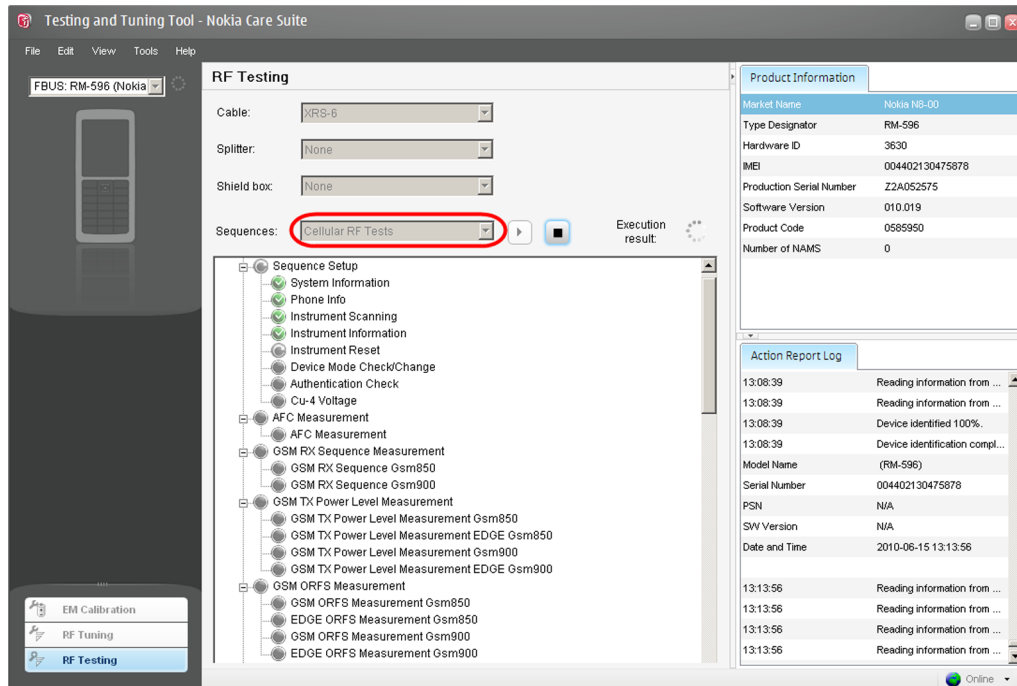 Testing and Tuning Tool - Nokia Care Suite
File Edit View Tools Help
FBUS: RM-596 (Nokia
RF Testing
Cable: XRS-6
Splitter: None
Shield box: None
Sequences: Cellular RF Tests
Execution
result:
Sequence Setup
System Information
Phone Info
Instrument Scanning
Instrument Information
Instrument Reset
Device Mode Check/Change
Authentication Check
Cu-4 Voltage
AFC Measurement
AFC Measurement
GSM RX Sequence Measurement
GSM RX Sequence Gsm850
GSM RX Sequence Gsm900
GSM TX Power Level Measurement
GSM TX Power Level Measurement Gsm850
GSM TX Power Level Measurement EDGE Gsm850
GSM TX Power Level Measurement Gsm900
GSM TX Power Level Measurement EDGE Gsm900
GSM ORFS Measurement
GSM ORFS Measurement Gsm850
EDGE ORFS Measurement Gsm850
GSM ORFS Measurement Gsm900
EDGE ORFS Measurement Gsm900
EM Calibration
RF Tuning
RF Testing
Product Information
Market Name Nokia N8-00
Type Designator RM-596
Hardware ID 3630
IMEI 004402130475878
Production Serial Number Z2A052575
Software Version 010.019
Product Code 0585950
Number of NAMS 0
Action Report Log
13:08:39 Reading information from ...
13:08:39 Reading information from ...
13:08:39 Device identified 100%.
13:08:39 Device identification compl...
Model Name (RM-596)
Serial Number 004402130475878
PSN N/A
SW Version N/A
Date and Time 2010-06-15 13:13:56
13:13:56 Reading information from ...
13:13:56 Reading information from ...
13:13:56 Reading information from ...
13:13:56 Reading information from ...
Online